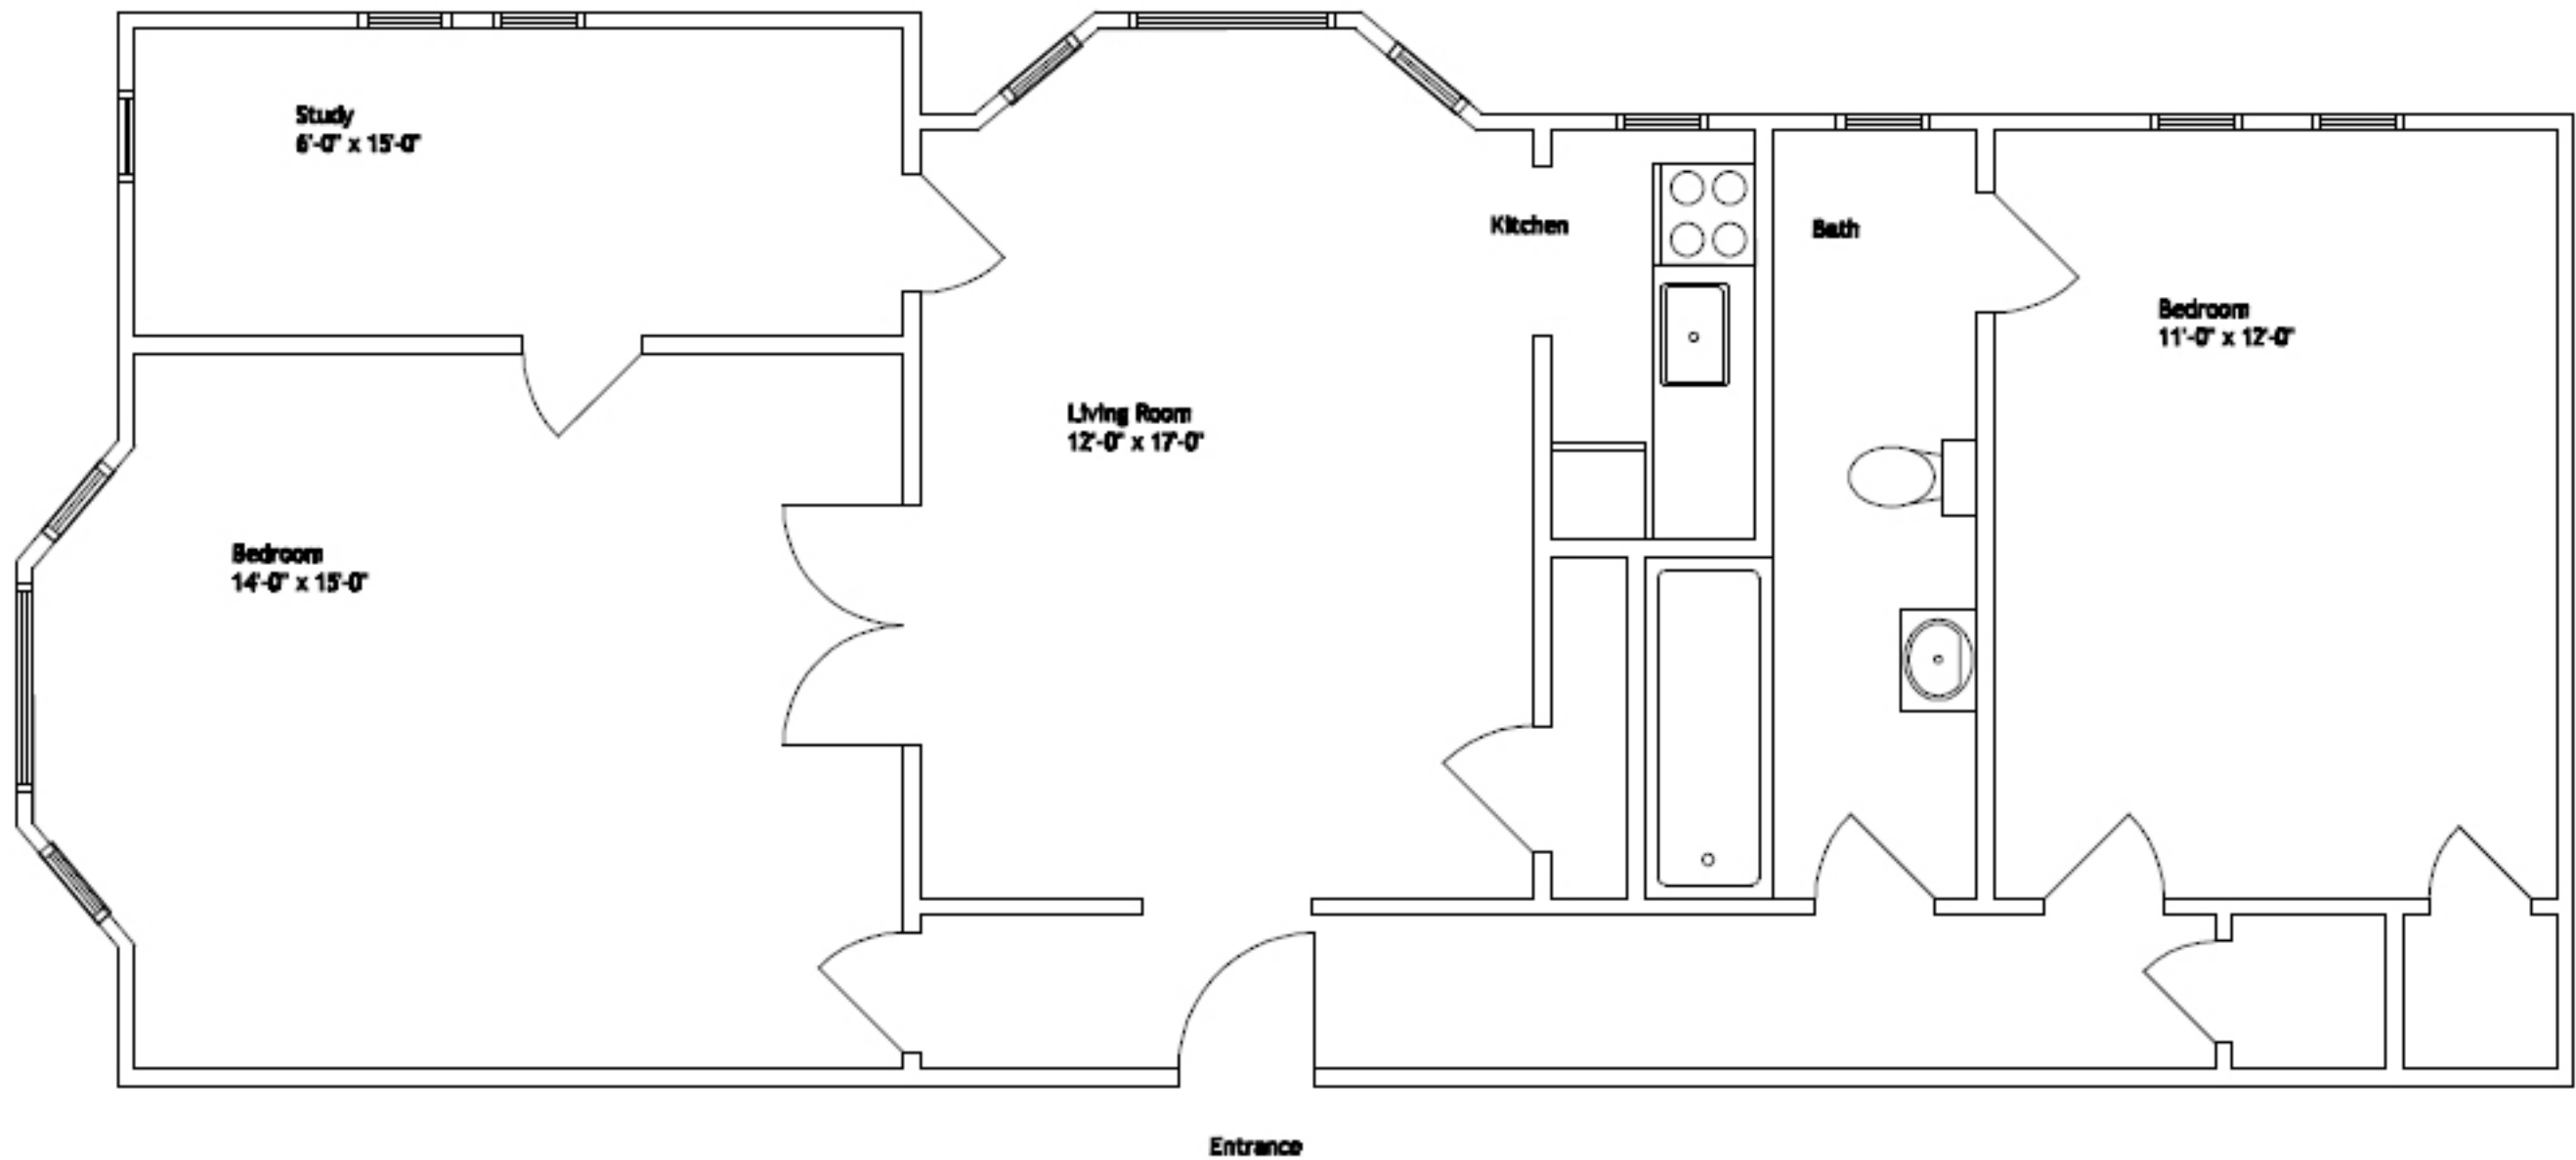 Study
6'-0" x 15'-0"
Kitchen
Bath
Bedroom
11'-0" x 12'-0"
Living Room
12'-0" x 17'-0"
Bedroom
14'-0" x 15'-0"
Entrance